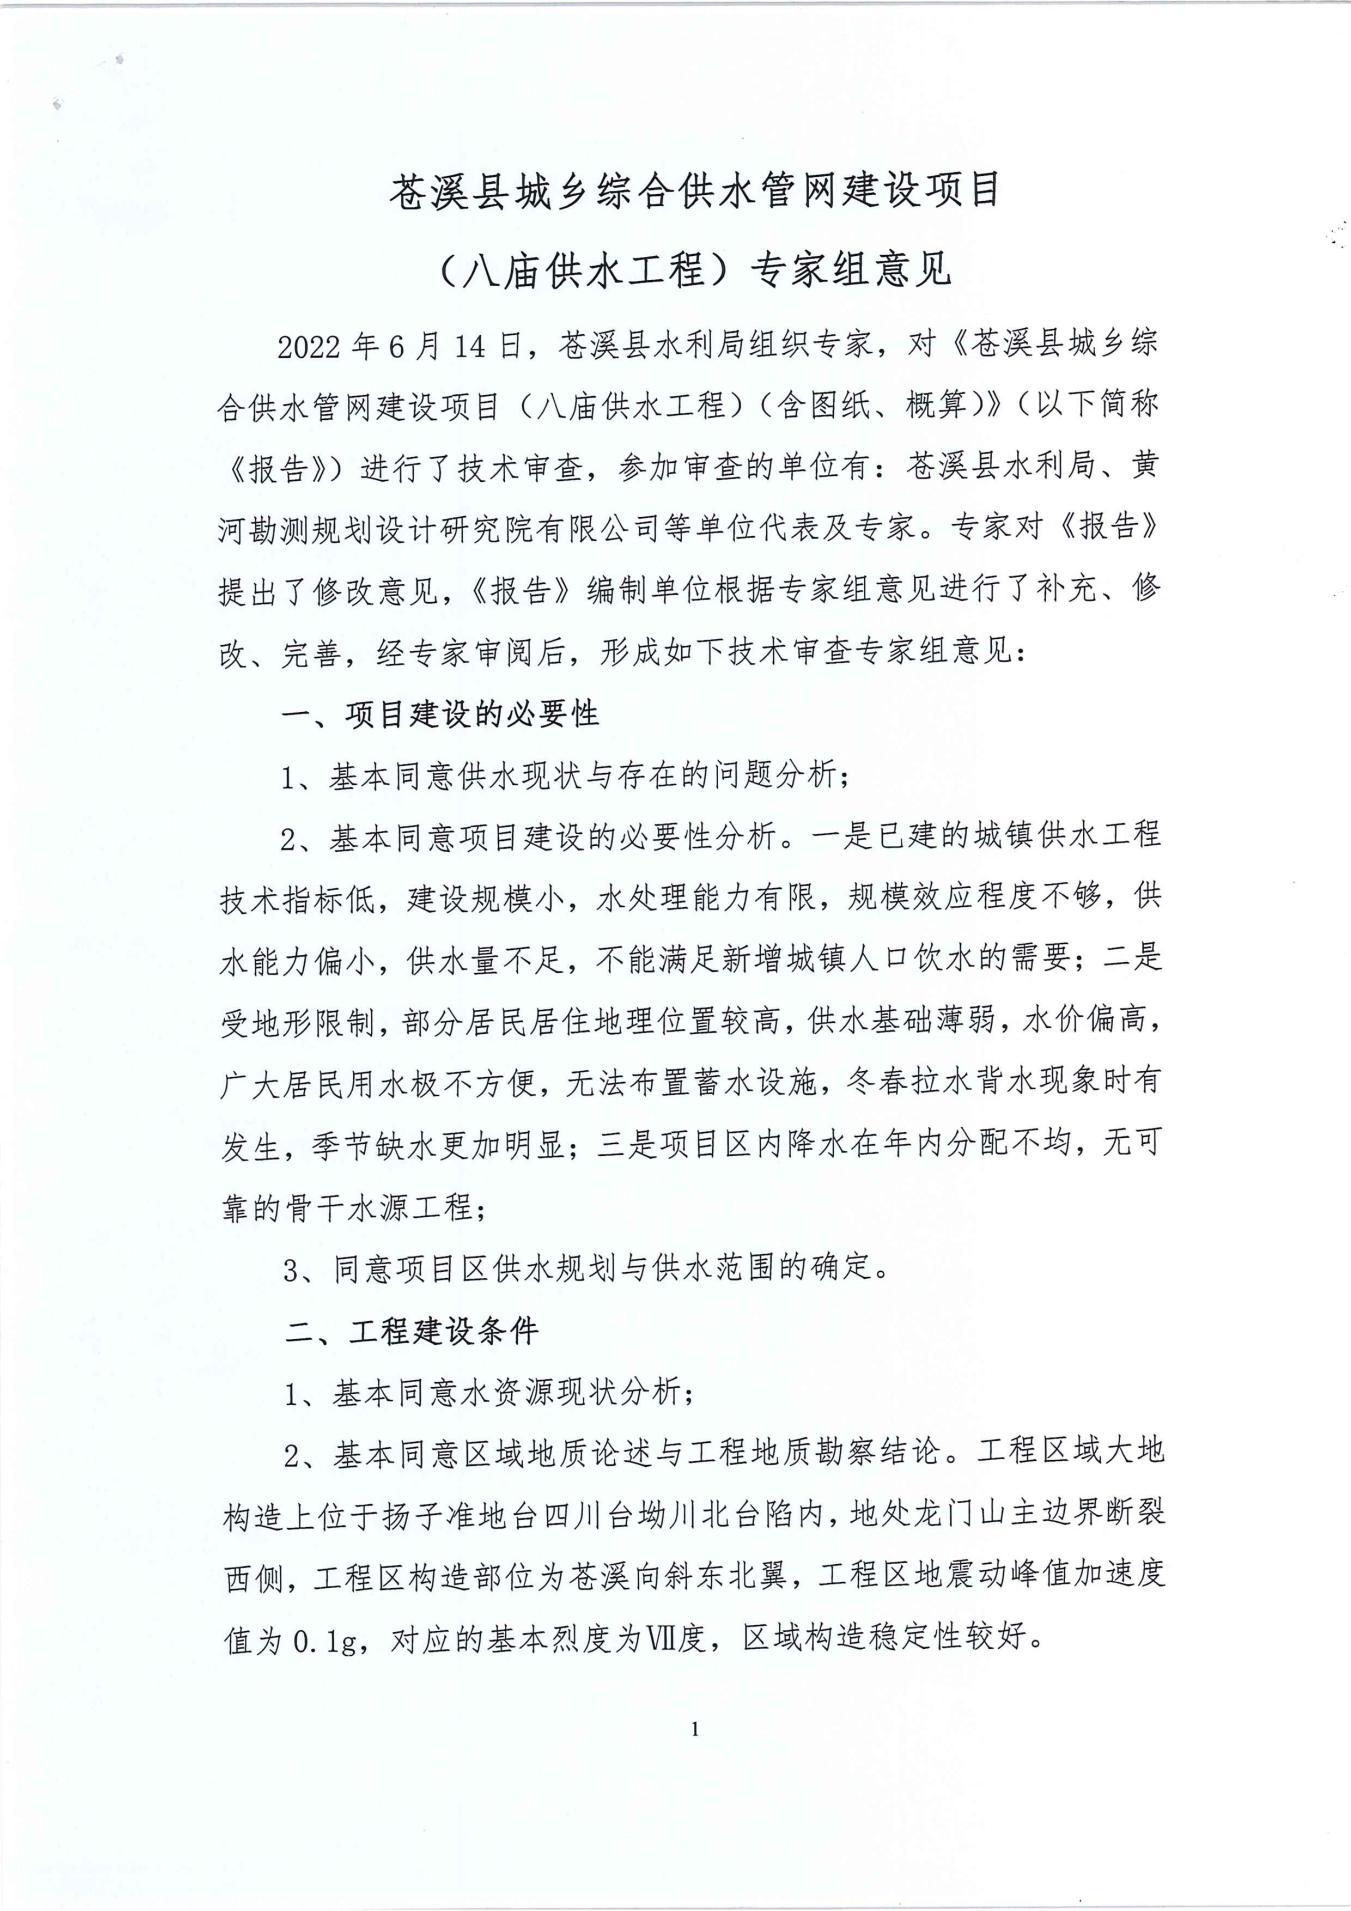 苍溪县城乡综合供水管网建设项目
（八庙供水工程）专家组意见
2022 年 6 月 14 日，苍溪县水利局组织专家，对《苍溪县城乡综
合供水管网建设项目（八庙供水工程）（含图纸、概算）》（以下简称
《报告》）进行了技术审查，参加审查的单位有：苍溪县水利局、黄
河勘测规划设计研究院有限公司等单位代表及专家。专家对《报告》
提出了修改意见，《报告》编制单位根据专家组意见进行了补充、修
改、完善，经专家审阅后，形成如下技术审查专家组意见：
一、项目建设的必要性
1、基本同意供水现状与存在的问题分析；
2、基本同意项目建设的必要性分析。一是已建的城镇供水工程
技术指标低，建设规模小，水处理能力有限，规模效应程度不够，供
水能力偏小，供水量不足，不能满足新增城镇人口饮水的需要；二是
受地形限制，部分居民居住地理位置较高，供水基础薄弱，水价偏高，
广大居民用水极不方便，无法布置蓄水设施，冬春拉水背水现象时有
发生，季节缺水更加明显；三是项目区内降水在年内分配不均，无可
靠的骨干水源工程；
3、同意项目区供水规划与供水范围的确定。
二、工程建设条件
1、基本同意水资源现状分析；
2、基本同意区域地质论述与工程地质勘察结论。工程区域大地
构造上位于扬子准地台四川台坳川北台陷内，地处龙门山主边界断裂
西侧，工程区构造部位为苍溪向斜东北翼，工程区地震动峰值加速度
值为 0.1g，对应的基本烈度为Ⅶ度，区域构造稳定性较好。
1